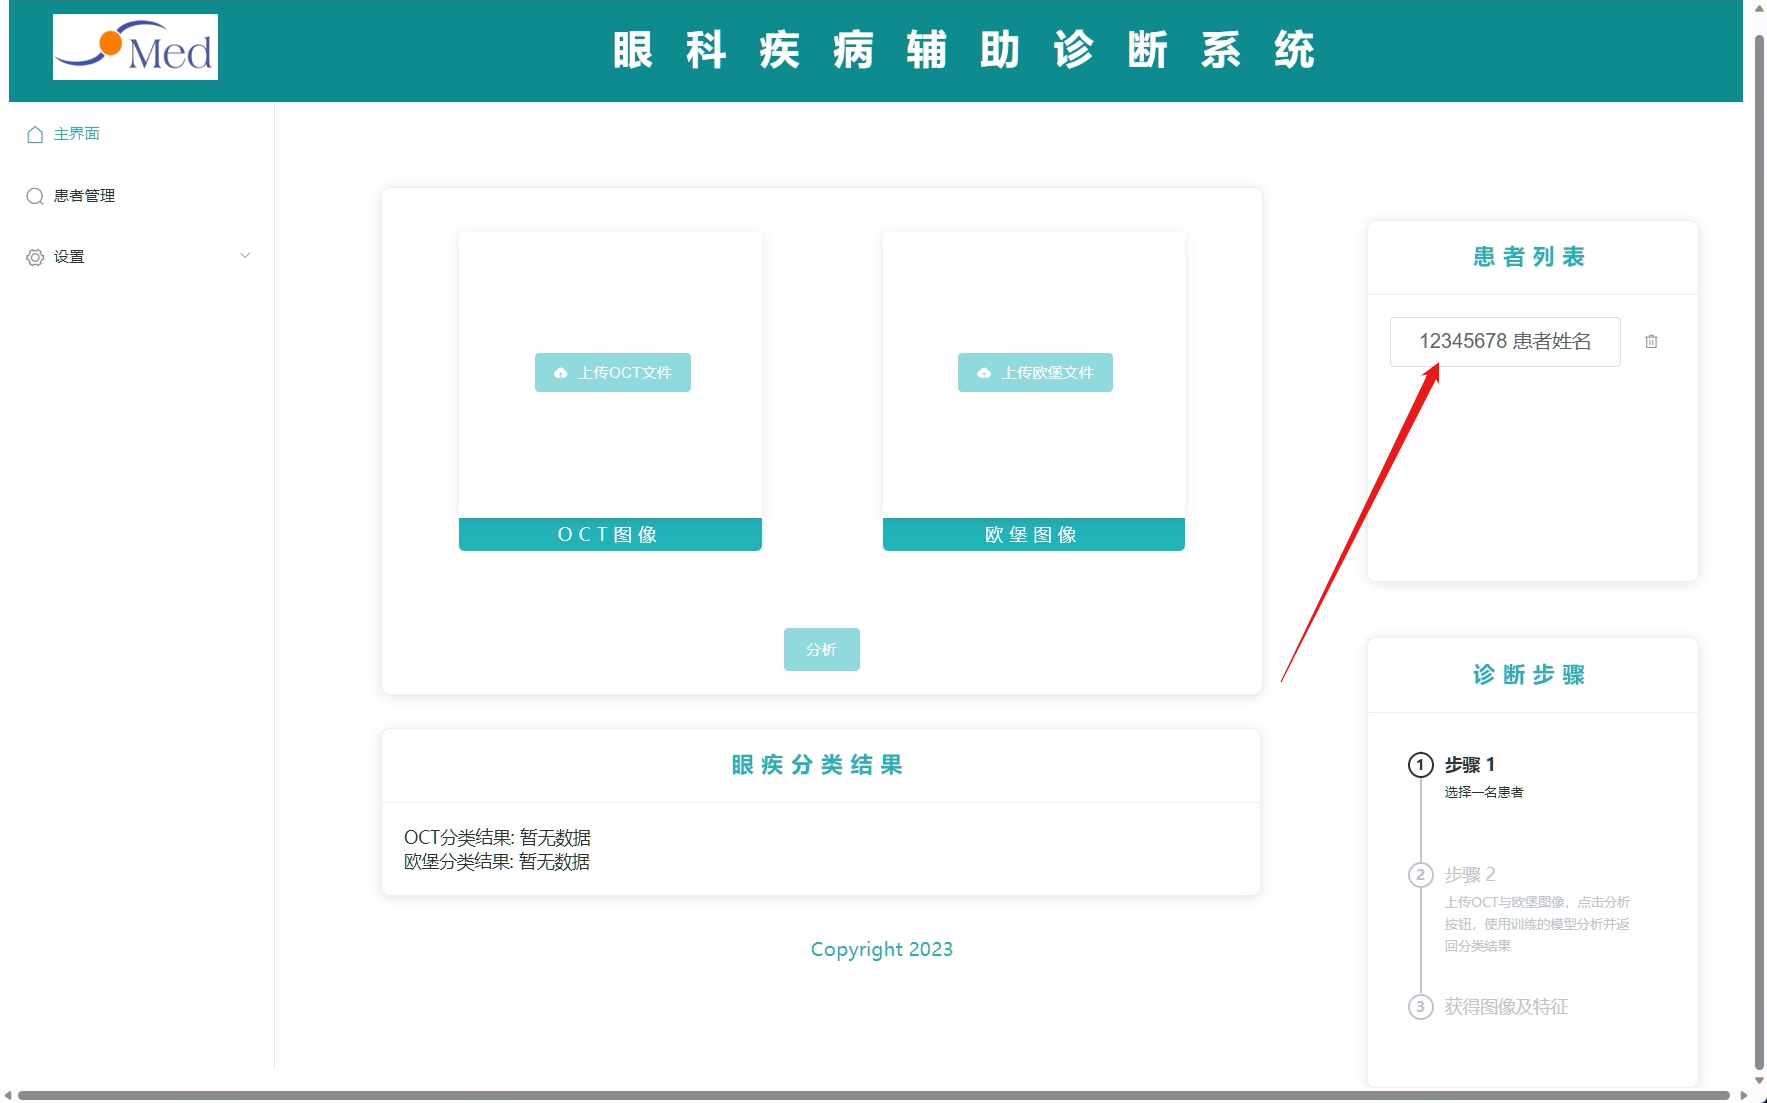 Med
眼科疾病辅助诊断系统
主界面
患者管理
设置
上传OCT文件
上传欧堡文件
OCT图像
欧堡图像
分析
眼疾分类结果
OCT分类结果: 暂无数据
欧堡分类结果: 暂无数据
Copyright 2023
患者列表
12345678 患者姓名
诊断步骤
1 步骤 1
选择一名患者
2 步骤 2
上传OCT与欧堡图像，点击分析
按钮，使用训练的模型分析并返
回分类结果
3 获得图像及特征